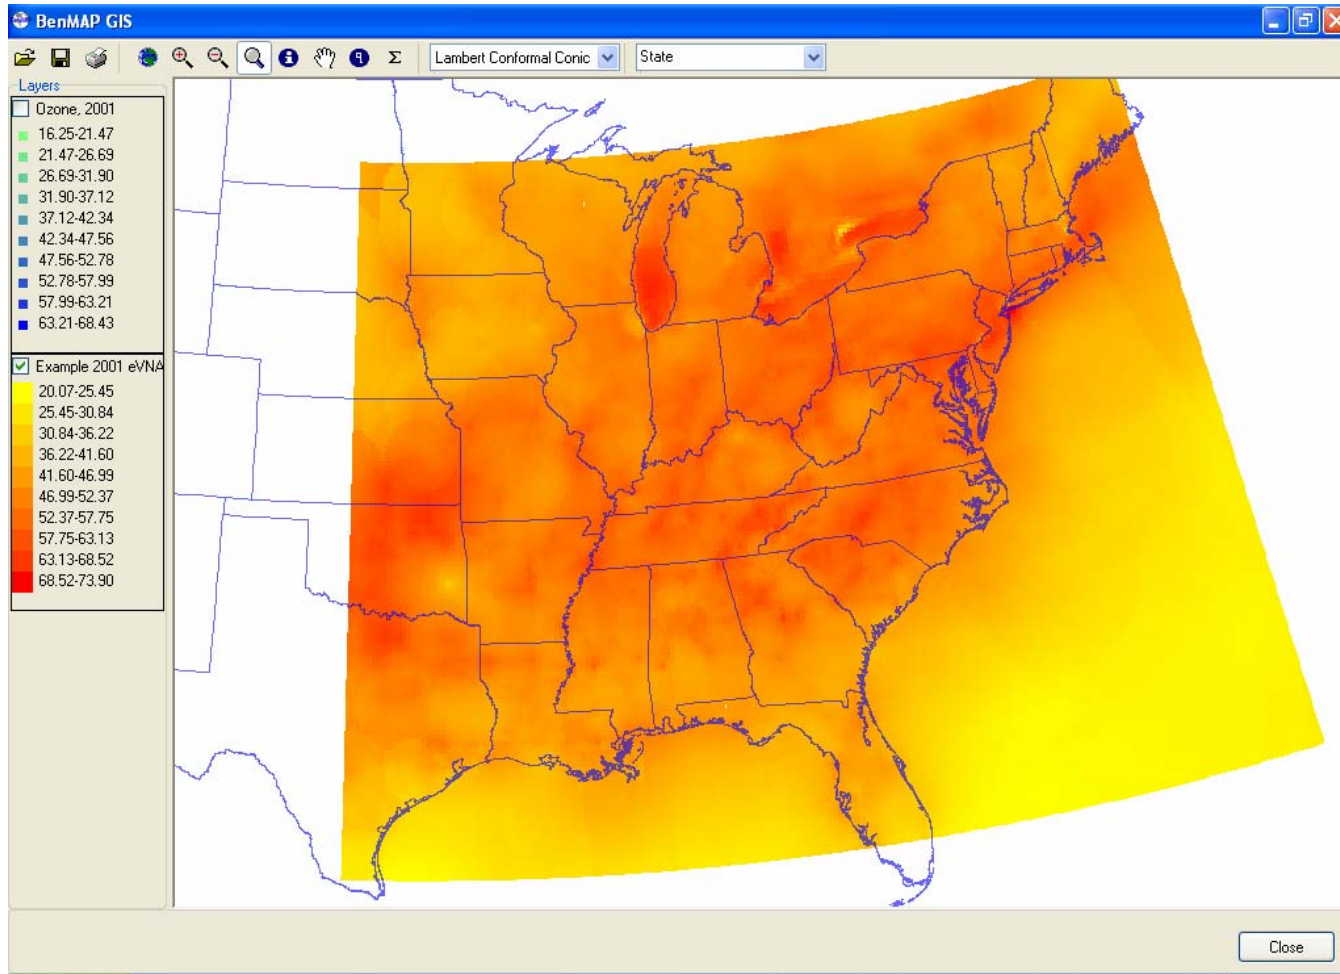 BenMAP GIS
Lambert Conformal Conic
State
Layers
Ozone, 2001
16.25-21.47
21.47-26.69
26.69-31.90
31.90-37.12
37.12-42.34
42.34-47.56
47.56-52.78
52.78-57.99
57.99-63.21
63.21-68.43
Example 2001 eVNA
20.07-25.45
25.45-30.84
30.84-36.22
36.22-41.60
41.60-46.99
46.99-52.37
52.37-57.75
57.75-63.13
63.13-68.52
68.52-73.90
Close